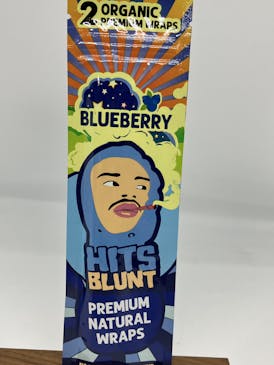 2 ORGANIC
PREMIUM WRAPS
BLUEBERRY
HITS
BLUNT
PREMIUM
NATURAL
WRAPS